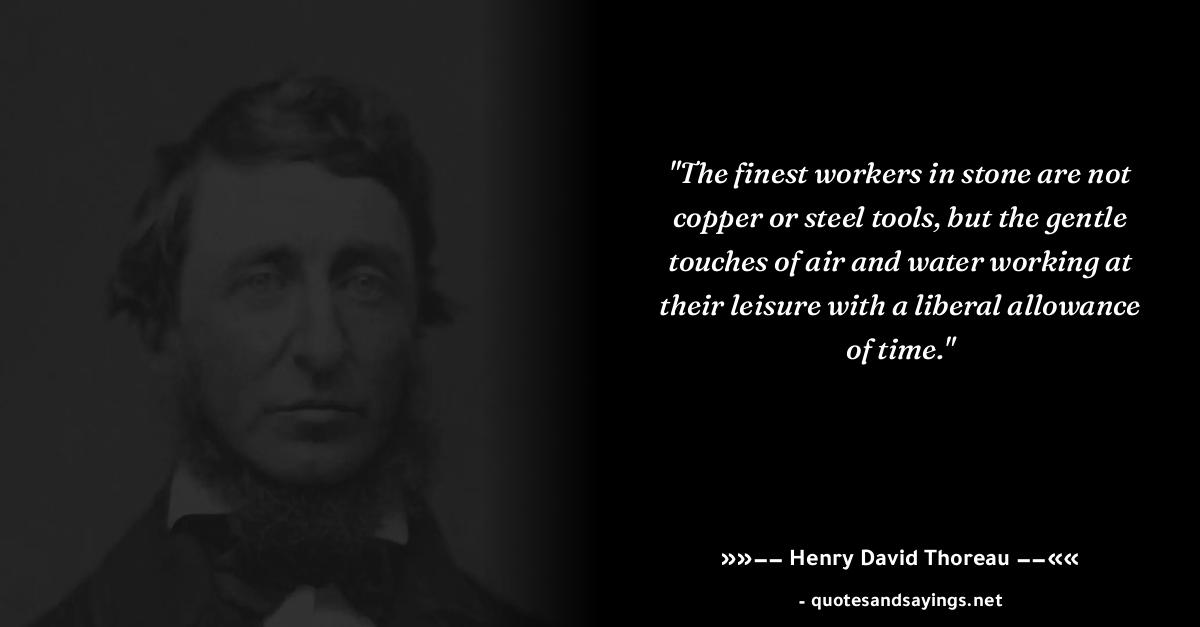 "The finest workers in stone are not
copper or steel tools, but the gentle
touches of air and water working at
their leisure with a liberal allowance
of time."
»»−− Henry David Thoreau −−««
- quotesandsayings.net